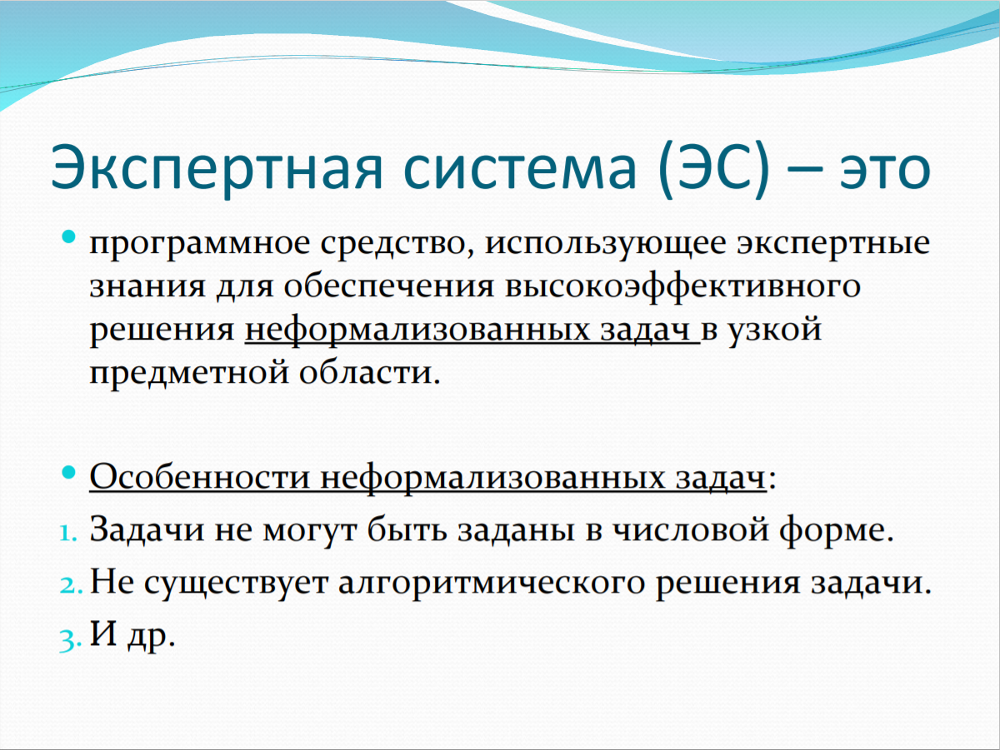 Экспертная система (ЭС) – это
• программное средство, использующее экспертные
знания для обеспечения высокоэффективного
решения неформализованных задач в узкой
предметной области.
• Особенности неформализованных задач:
1. Задачи не могут быть заданы в числовой форме.
2. Не существует алгоритмического решения задачи.
3. И др.